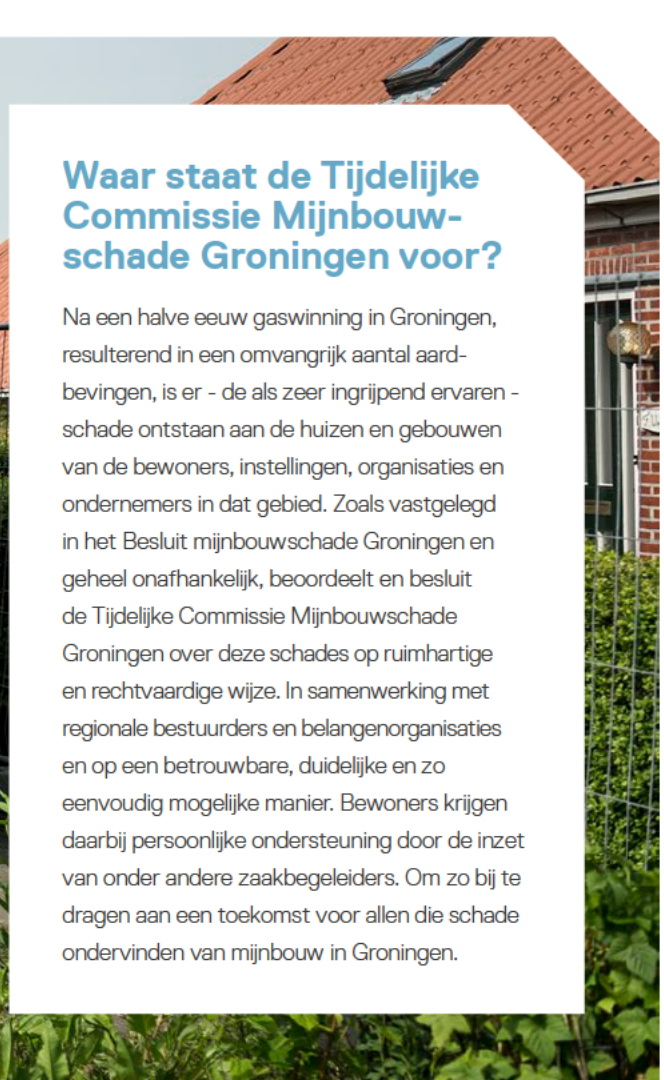 Waar staat de Tijdelijke
Commissie Mijnbouw-
schade Groningen voor?
Na een halve eeuw gaswinning in Groningen,
resulterend in een omvangrijk aantal aard-
bevingen, is er - de als zeer ingrijpend ervaren -
schade ontstaan aan de huizen en gebouwen
van de bewoners, instellingen, organisaties en
ondernemers in dat gebied. Zoals vastgelegd
in het Besluit mijnbouwschade Groningen en
geheel onafhankelijk, beoordeelt en besluit
de Tijdelijke Commissie Mijnbouwschade
Groningen over deze schades op ruimhartige
en rechtvaardige wijze. In samenwerking met
regionale bestuurders en belangenorganisaties
en op een betrouwbare, duidelijke en zo
eenvoudig mogelijke manier. Bewoners krijgen
daarbij persoonlijke ondersteuning door de inzet
van onder andere zaakbegeleiders. Om zo bij te
dragen aan een toekomst voor allen die schade
ondervinden van mijnbouw in Groningen.